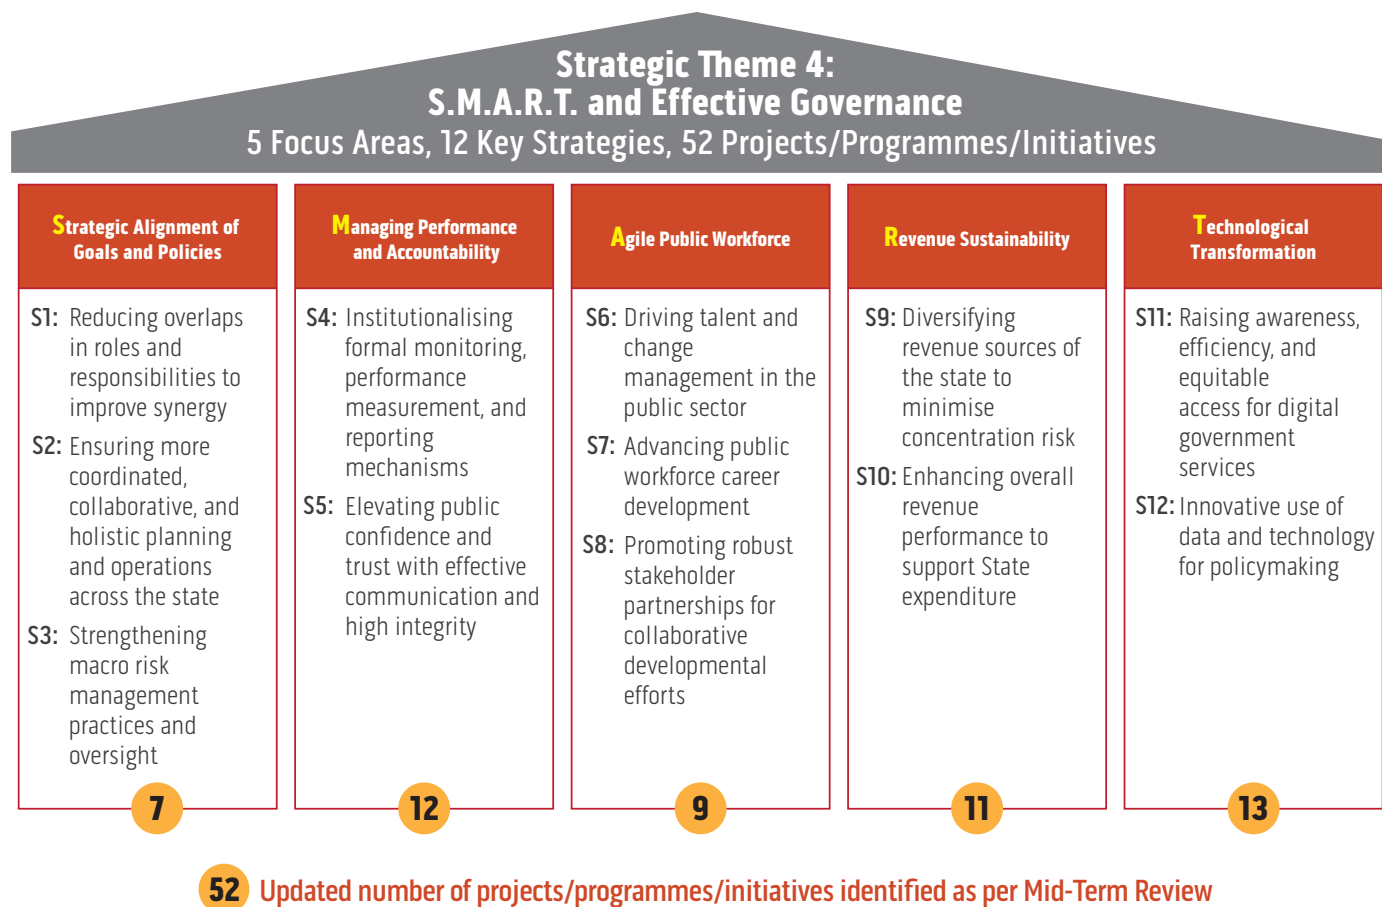 Strategic Theme 4:
S.M.A.R.T. and Effective Governance
5 Focus Areas, 12 Key Strategies, 52 Projects/Programmes/Initiatives
Strategic Alignment of
Goals and Policies
S1: Reducing overlaps
in roles and
responsibilities to
improve synergy
S2: Ensuring more
coordinated,
collaborative, and
holistic planning
and operations
across the state
S3: Strengthening
macro risk
management
practices and
oversight
7
Managing Performance
and Accountability
S4: Institutionalising
formal monitoring,
performance
measurement, and
reporting
mechanisms
S5: Elevating public
confidence and
trust with effective
communication and
high integrity
12
Agile Public Workforce
S6: Driving talent and
change
management in the
public sector
S7: Advancing public
workforce career
development
S8: Promoting robust
stakeholder
partnerships for
collaborative
developmental
efforts
9
Revenue Sustainability
S9: Diversifying
revenue sources of
the state to
minimise
concentration risk
S10: Enhancing overall
revenue
performance to
support State
expenditure
11
Technological
Transformation
S11: Raising awareness,
efficiency, and
equitable
access for digital
government
services
S12: Innovative use of
data and technology
for policymaking
13
52 Updated number of projects/programmes/initiatives identified as per Mid-Term Review